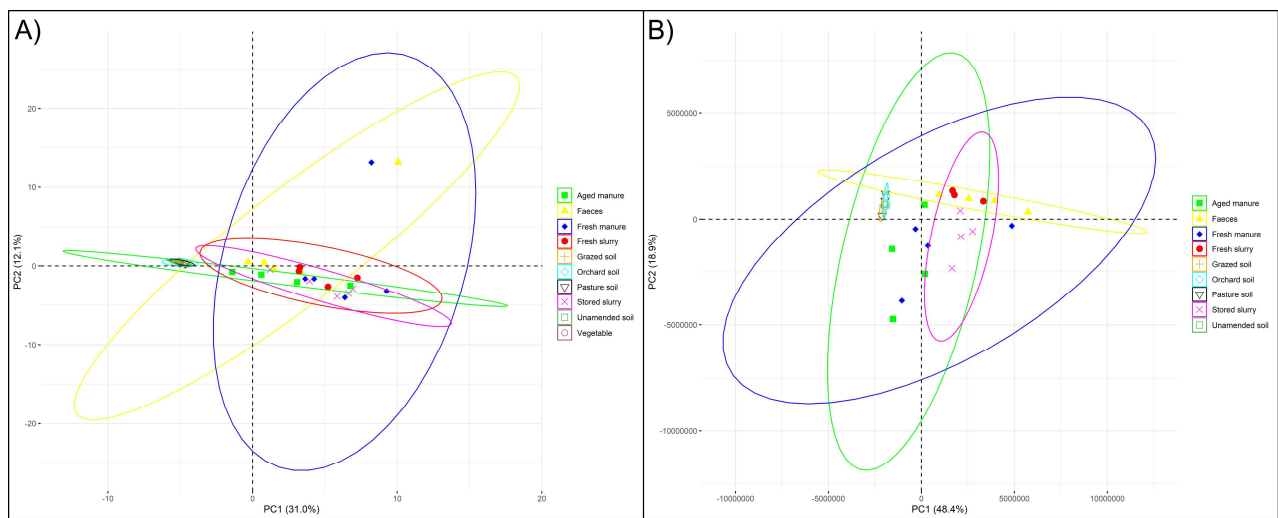 A)
20
10
0
-10
-20
PC2 (12.1%)
-10
0
10
20
PC1 (31.0%)
Aged manure
Faeces
Fresh manure
Fresh slurry
Grazed soil
Orchard soil
Pasture soil
Stored slurry
Unamended soil
Vegetable
B)
5000000
0
-5000000
-10000000
PC2 (18.9%)
-10000000
-5000000
0
5000000
10000000
PC1 (48.4%)
Aged manure
Faeces
Fresh manure
Fresh slurry
Grazed soil
Orchard soil
Pasture soil
Stored slurry
Unamended soil